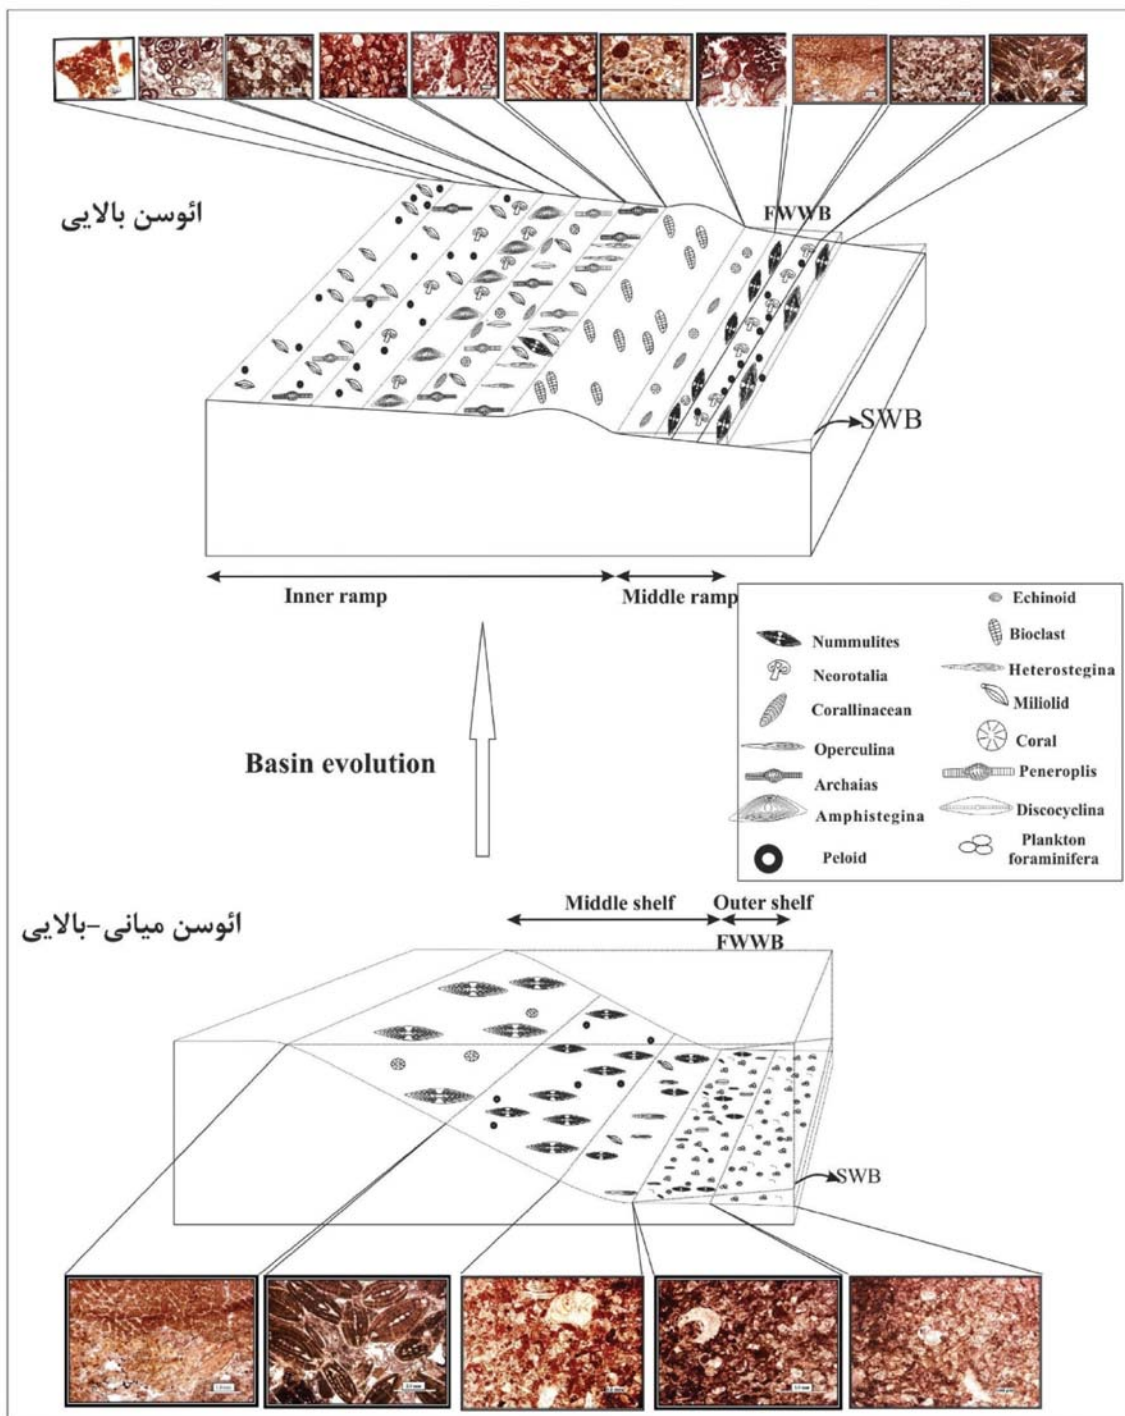 ائوسن بالایی
FWWB
SWB
Inner ramp
Middle ramp
Echinoid
Bioclast
Nummulites
Heterostegina
Neorotalia
Miliolid
Corallinacean
Coral
Operculina
Peneroplis
Archaias
Discocyclina
Amphistegina
Plankton
foraminifera
Peloid
Basin evolution
ائوسن میانی-بالایی
Middle shelf
Outer shelf
FWWB
SWB